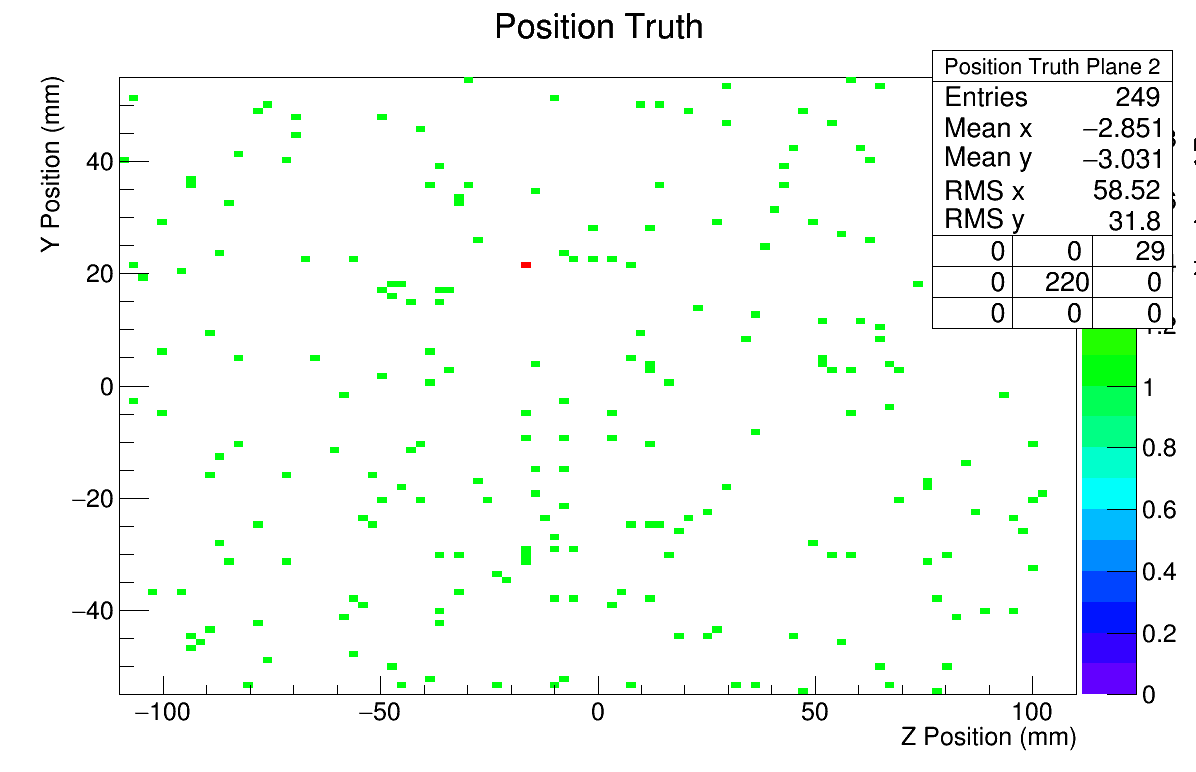 Position Truth
Position Truth Plane 2
Entries 249
Mean x −2.851
Mean y −3.031
RMS x 58.52
RMS y 31.8
0 0 29
0 220 0
0 0 0
Y Position (mm)
40
20
0
−20
−40
−100 −50 0 50 100
Z Position (mm)
1.2
1
0.8
0.6
0.4
0.2
0